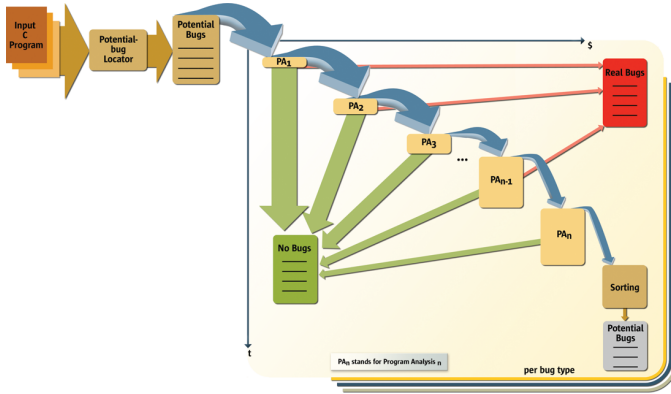 Input
C
Program
Potential-
bug
Locator
Potential
Bugs
$
PA1
PA2
PA3
...
PAn-1
PAn
Real Bugs
No Bugs
Sorting
Potential
Bugs
t
PAn stands for Program Analysis n
per bug type